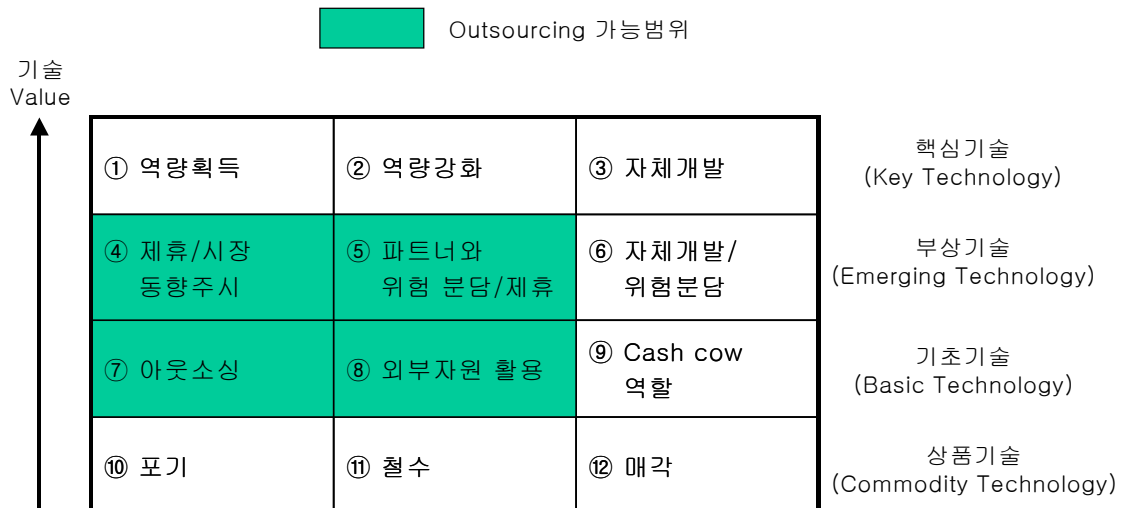 Outsourcing 가능범위
기술
Value
① 역량획득
② 역량강화
③ 자체개발
핵심기술
(Key Technology)
④ 제휴/시장
동향주시
⑤ 파트너와
위험 분담/제휴
⑥ 자체개발/
위험분담
부상기술
(Emerging Technology)
⑦ 아웃소싱
⑧ 외부자원 활용
⑨ Cash cow
역할
기초기술
(Basic Technology)
⑩ 포기
⑪ 철수
⑫ 매각
상품기술
(Commodity Technology)